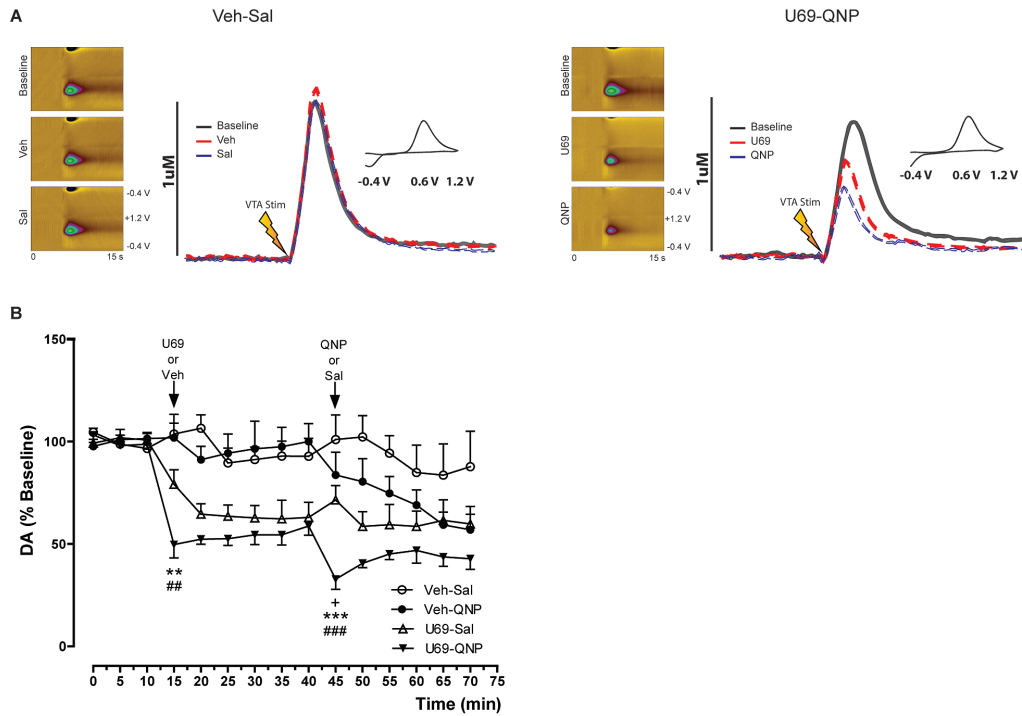 A
Veh-Sal
U69-QNP
Baseline
Veh
Sal
-0.4 V
+1.2 V
-0.4 V
0
15 s
1uM
Baseline
Veh
Sal
VTA Stim
-0.4 V
0.6 V
1.2 V
Baseline
U69
QNP
-0.4 V
+1.2 V
-0.4 V
0
15 s
1uM
Baseline
U69
QNP
VTA Stim
-0.4 V
0.6 V
1.2 V
B
DA (% Baseline)
150
100
50
0
U69
or
Veh
QNP
or
Sal
**
##
+
***
###
Veh-Sal
Veh-QNP
U69-Sal
U69-QNP
0 5 10 15 20 25 30 35 40 45 50 55 60 65 70 75
Time (min)